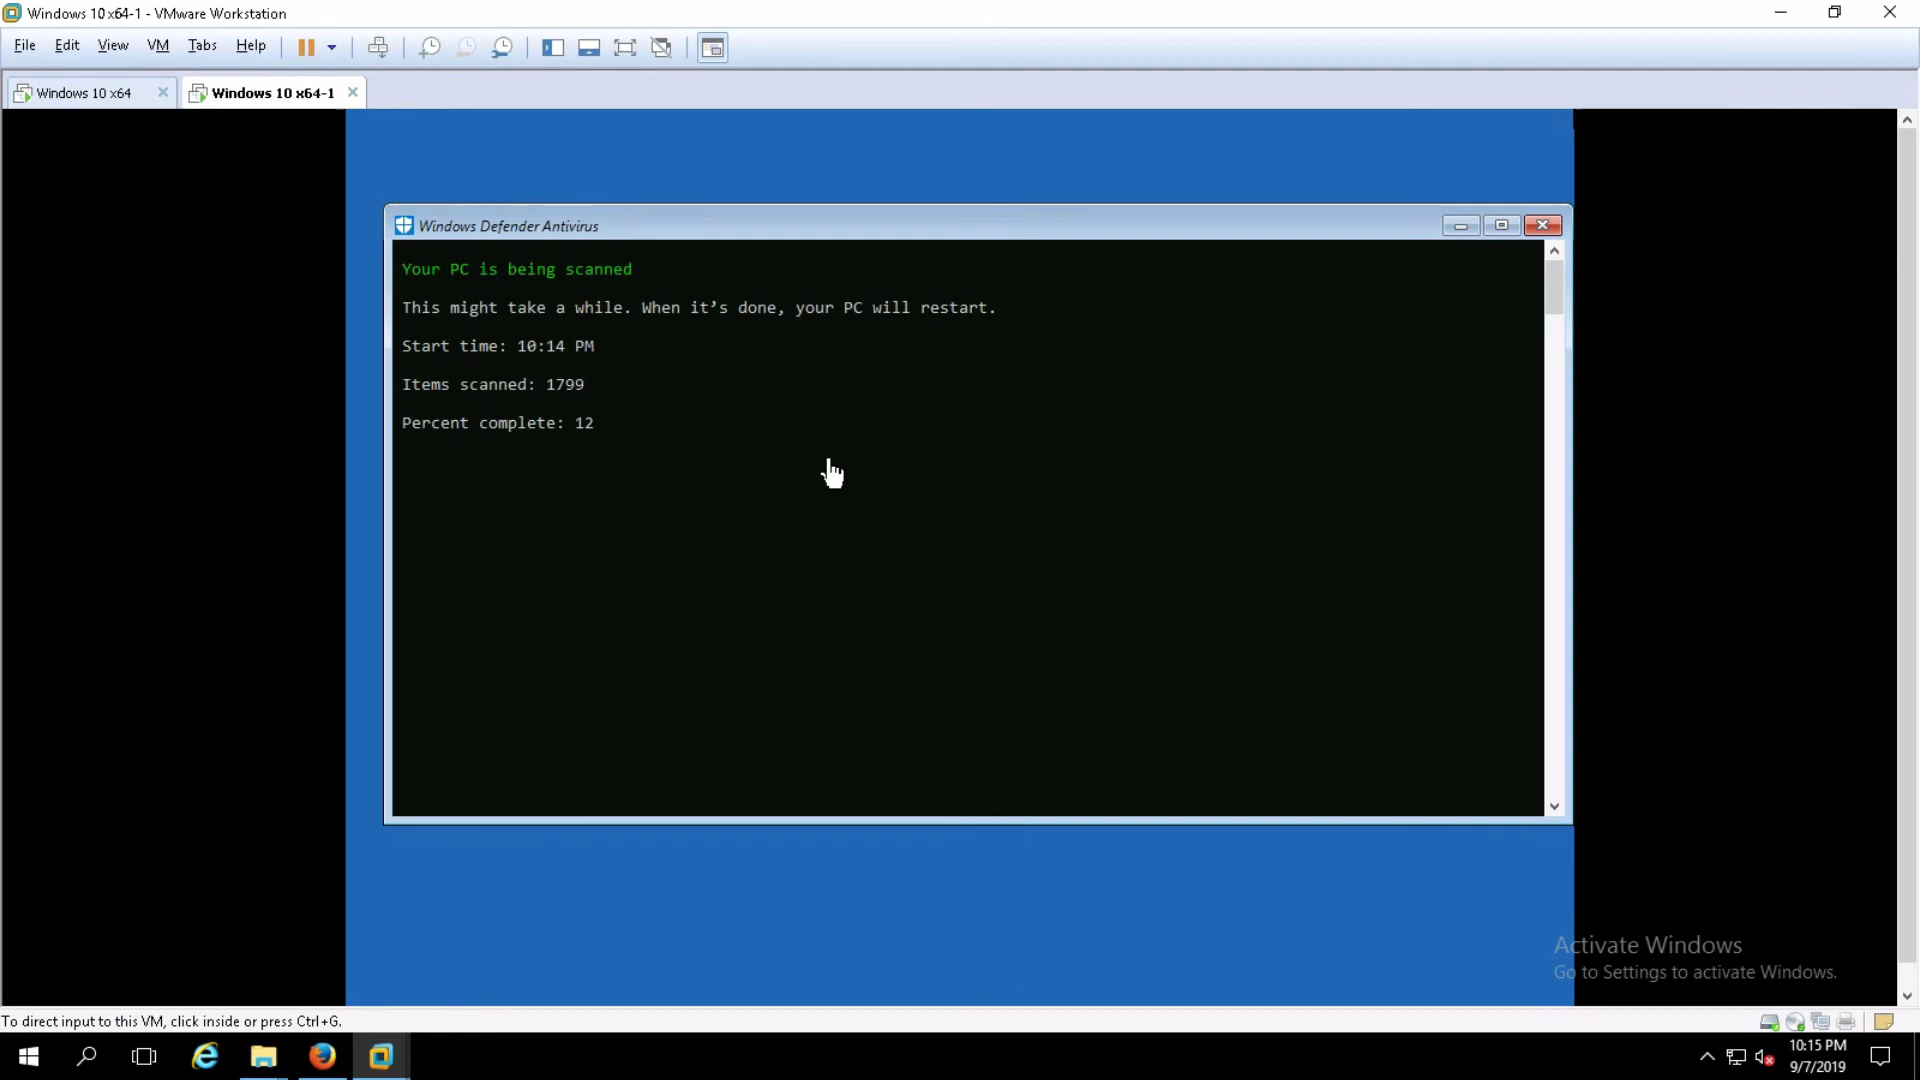 Windows 10 x64-1 - VMware Workstation
File Edit View VM Tabs Help
Windows 10 x64
Windows 10 x64-1
Windows Defender Antivirus
Your PC is being scanned
This might take a while. When it’s done, your PC will restart.
Start time: 10:14 PM
Items scanned: 1799
Percent complete: 12
Activate Windows
Go to Settings to activate Windows.
To direct input to this VM, click inside or press Ctrl+G.
10:15 PM
9/7/2019